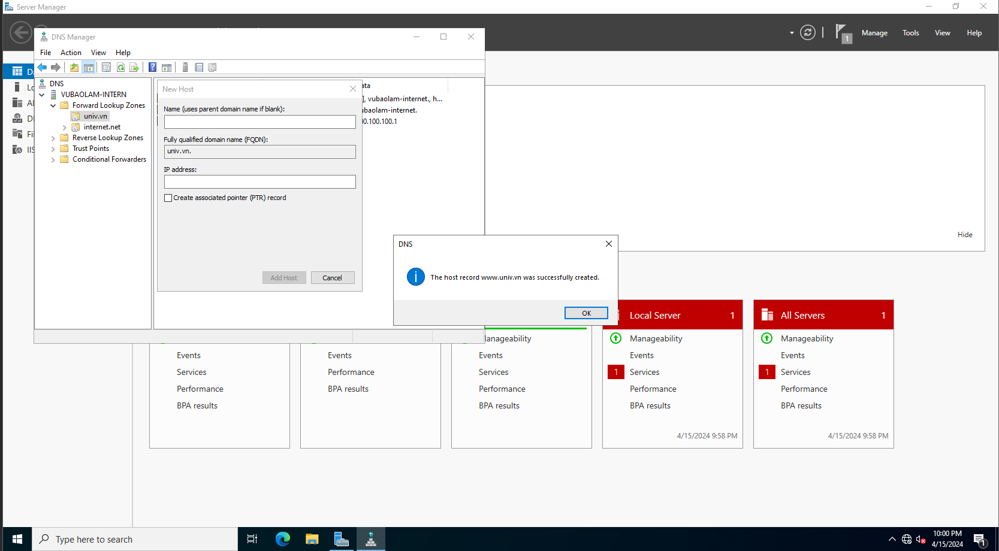 Server Manager
1
Manage
Tools
View
Help
DNS Manager
File
Action
View
Help
DNS
VUBAOLAM-INTERN
Forward Lookup Zones
univ.vn
internet.net
Reverse Lookup Zones
Trust Points
Conditional Forwarders
New Host
Name (uses parent domain name if blank):
Fully qualified domain name (FQDN):
univ.vn.
IP address:
Create associated pointer (PTR) record
Add Host
Cancel
ata
], vubaolam-internet., h...
ubaolam-internet.
00.100.100.1
Hide
DNS
The host record www.univ.vn was successfully created.
OK
Events
Services
Performance
BPA results
Events
Performance
BPA results
anageability
Events
Services
Performance
BPA results
Local Server 1
Manageability
Events
1 Services
Performance
BPA results
4/15/2024 9:58 PM
All Servers 1
Manageability
Events
1 Services
Performance
BPA results
4/15/2024 9:58 PM
Type here to search
10:00 PM
4/15/2024
1